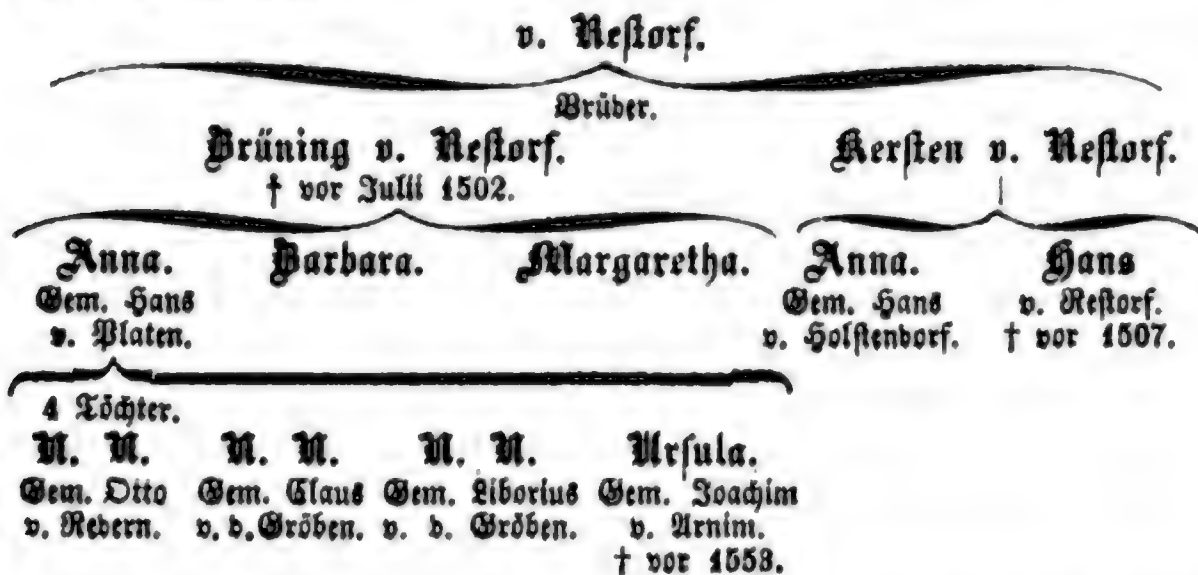 v. Restorf.
Brüder.
Brüning v. Restorf. Kersten v. Restorf.
† vor Julii 1502.
Anna. Barbara. Margaretha. Anna. Hans
Gem. Hans Gem. Hans v. Restorf.
v. Platen. v. Holstendorf. † vor 1507.
4 Töchter.
N. N. N. N. N. N. Ursula.
Gem. Otto Gem. Claus Gem. Liborius Gem. Joachim
v. Redern. v. d. Gröben. v. d. Gröben. v. Arnim.
† vor 1553.